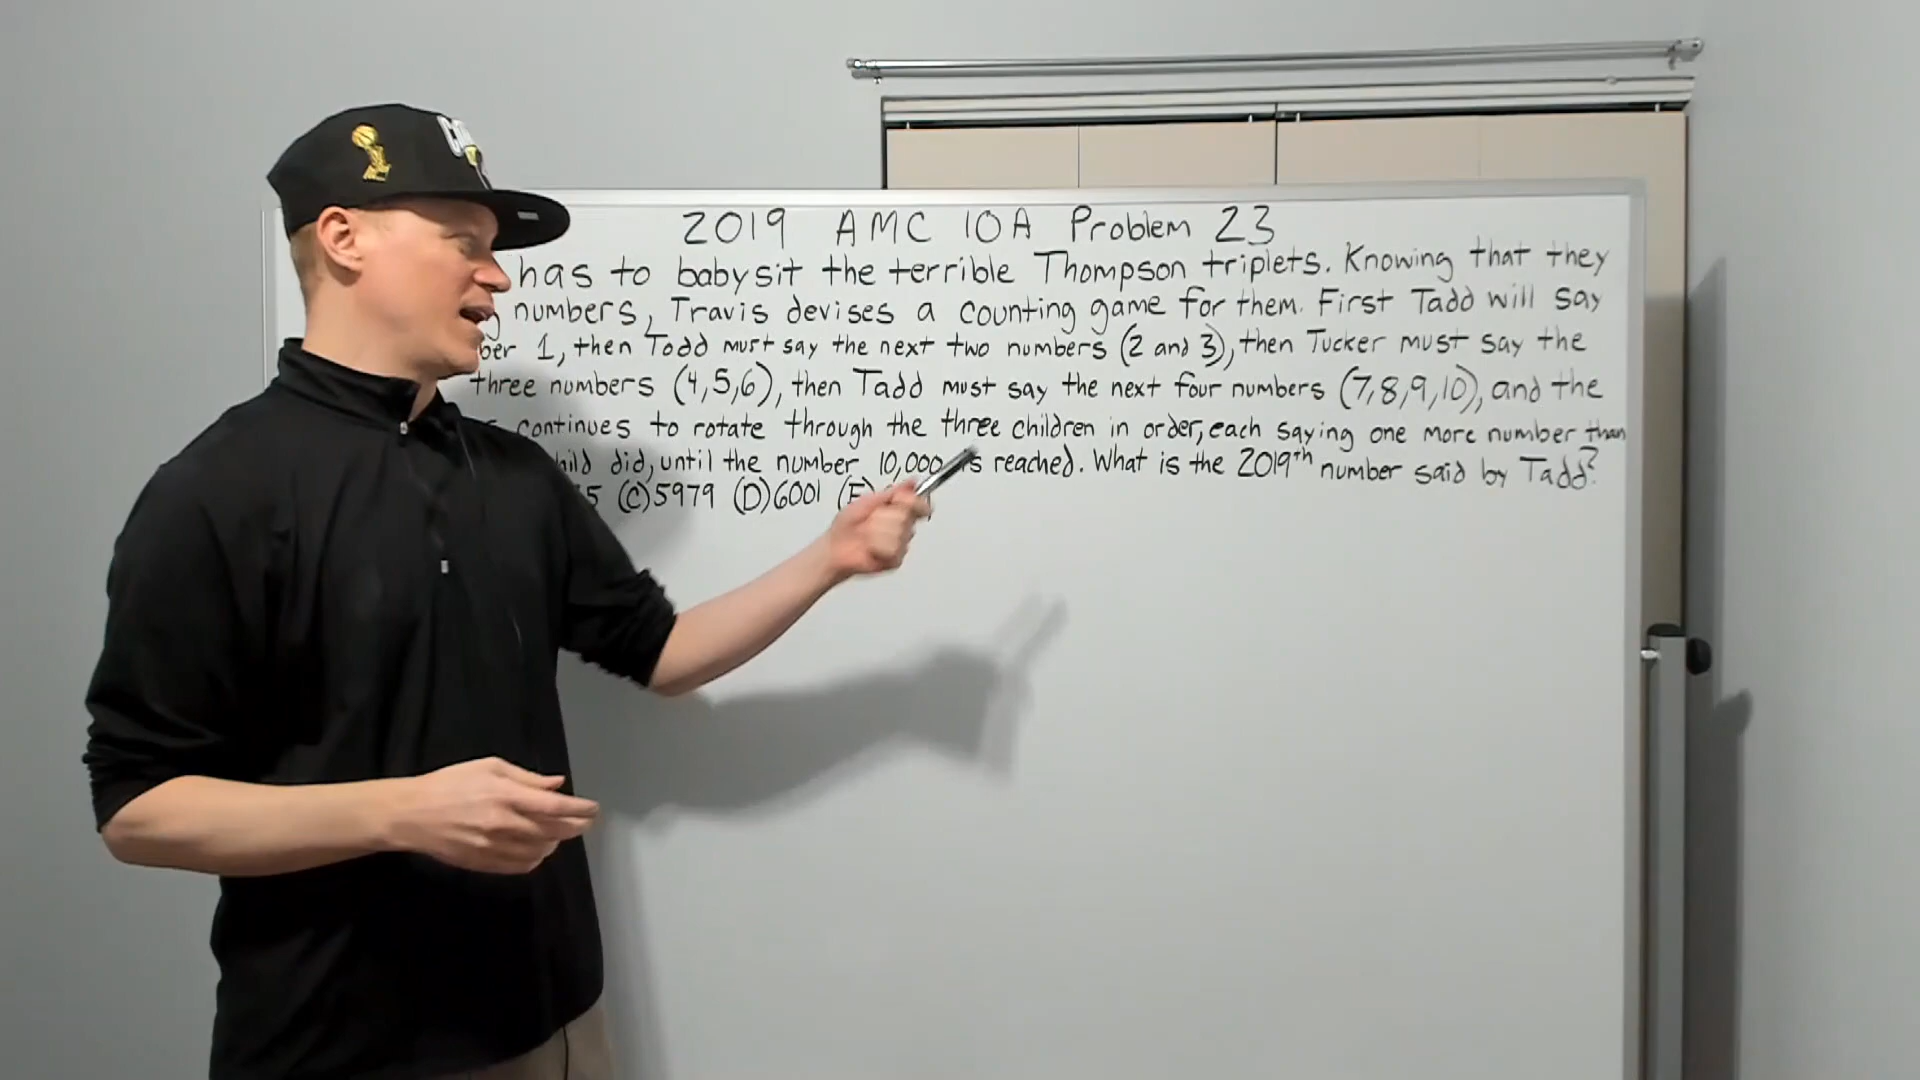 2019 AMC 10A Problem 23
has to babysit the terrible Thompson triplets. Knowing that they
numbers, Travis devises a counting game for them. First Tadd will say
ber 1, then Todd must say the next two numbers (2 and 3), then Tucker must say the
three numbers (4,5,6), then Tadd must say the next four numbers (7,8,9,10), and the
continues to rotate through the three children in order, each saying one more number than
did, until the number 10,000 is reached. What is the 2019th number said by Tadd?
5 (C) 5979 (D) 6001 (E)